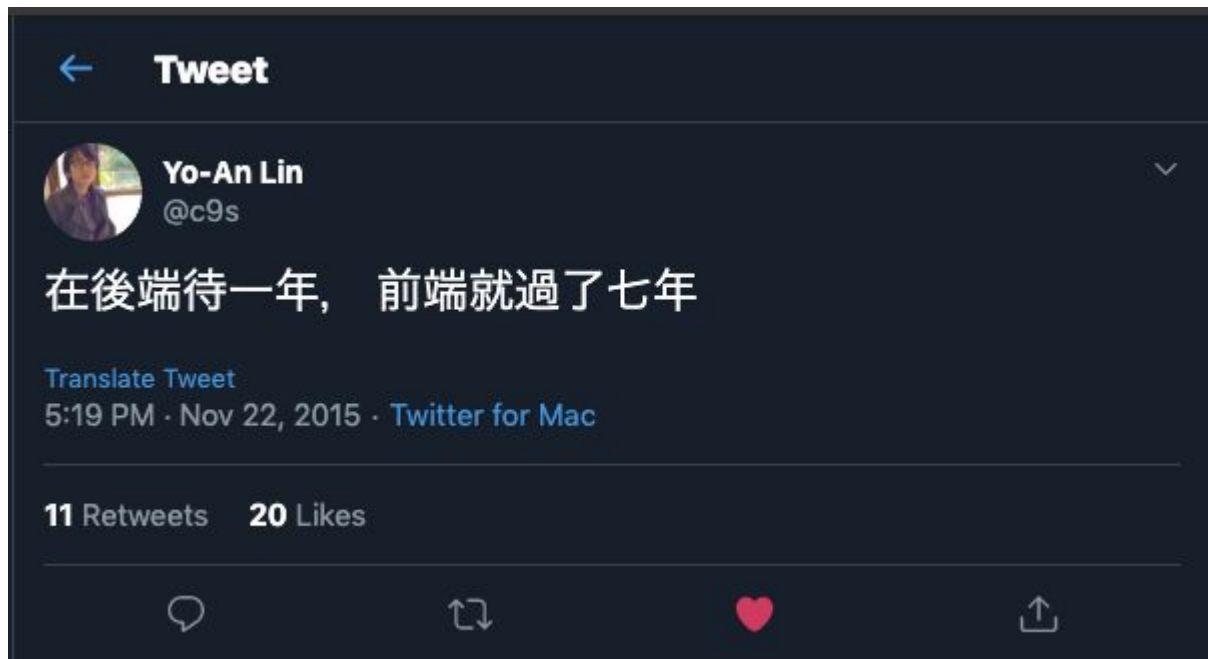 Tweet
Yo-An Lin
@c9s
在後端待一年， 前端就過了七年
Translate Tweet
5:19 PM · Nov 22, 2015 · Twitter for Mac
11 Retweets 20 Likes